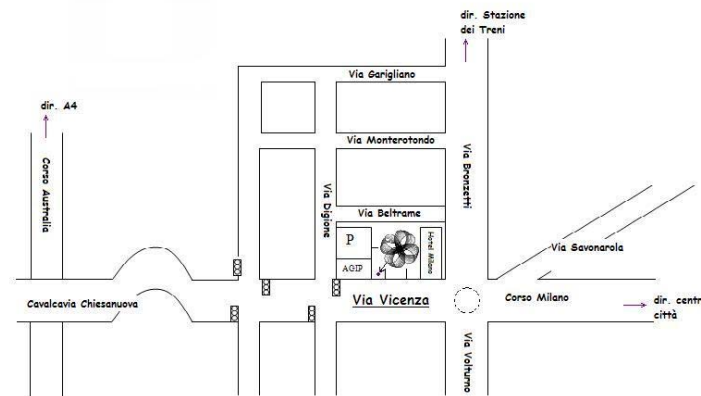 dir. Stazione
dei Treni
Via Garigliano
dir. A4
Via Monterotondo
Corso Australia
Via Digione
Via Bronzetti
Via Beltrame
P
Hotel Milano
Via Savonarola
AGIP
Cavalcavia Chiesanuova
Via Vicenza
Corso Milano
dir. centr
città
Via Volturno